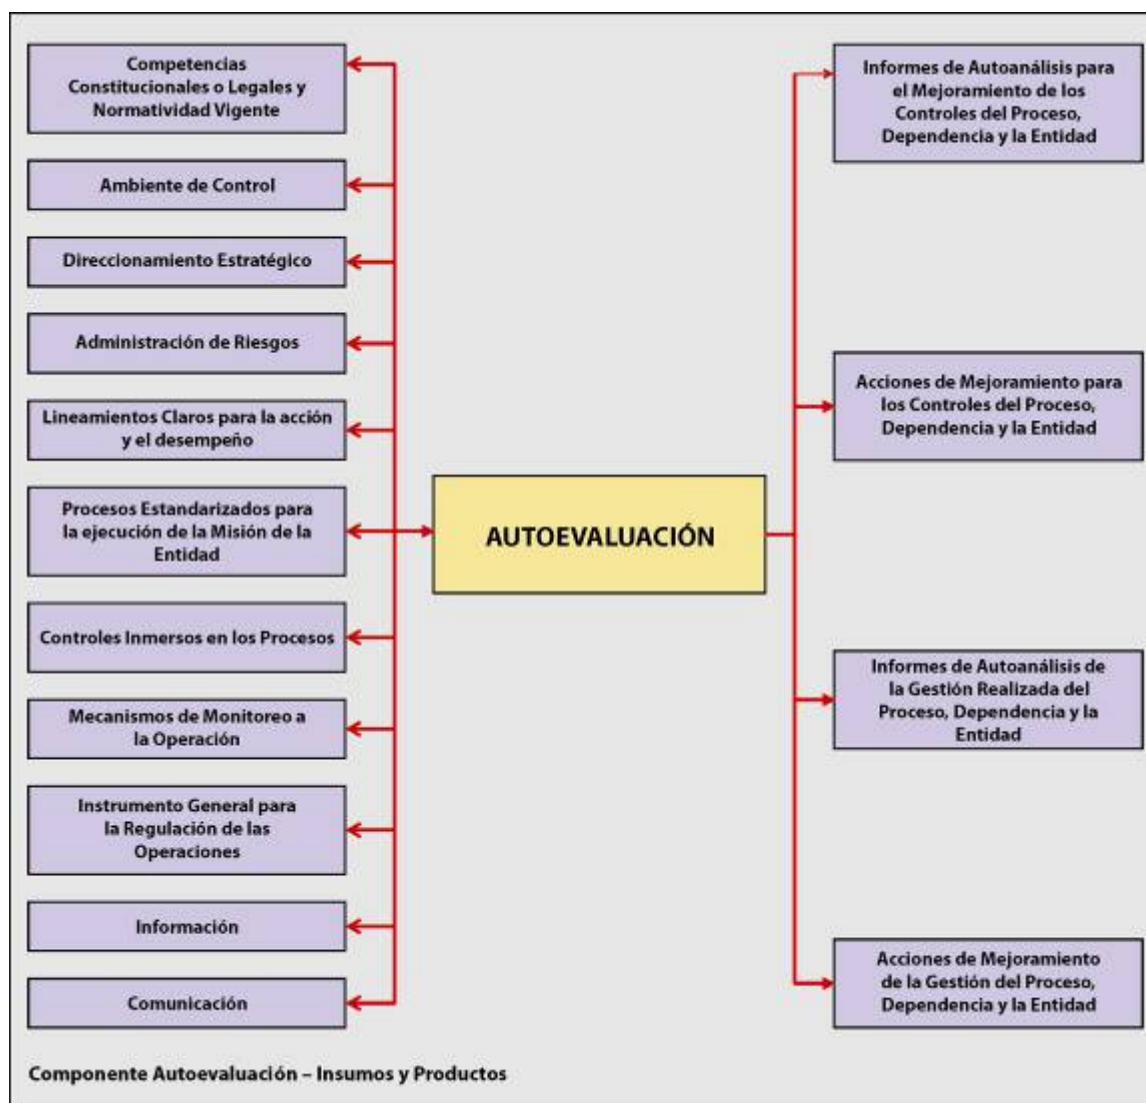 Competencias
Constitucionales o Legales y
Normatividad Vigente
Ambiente de Control
Direccionamiento Estratégico
Administración de Riesgos
Lineamientos Claros para la acción
y el desempeño
Procesos Estandarizados para
la ejecución de la Misión de la
Entidad
Controles Inmersos en los Procesos
Mecanismos de Monitoreo a
la Operación
Instrumento General para
la Regulación de las
Operaciones
Información
Comunicación
AUTOEVALUACIÓN
Informes de Autoanálisis para
el Mejoramiento de los
Controles del Proceso,
Dependencia y la Entidad
Acciones de Mejoramiento para
los Controles del Proceso,
Dependencia y la Entidad
Informes de Autoanálisis de
la Gestión Realizada del
Proceso, Dependencia y la
Entidad
Acciones de Mejoramiento
de la Gestión del Proceso,
Dependencia y la Entidad
Componente Autoevaluación – Insumos y Productos